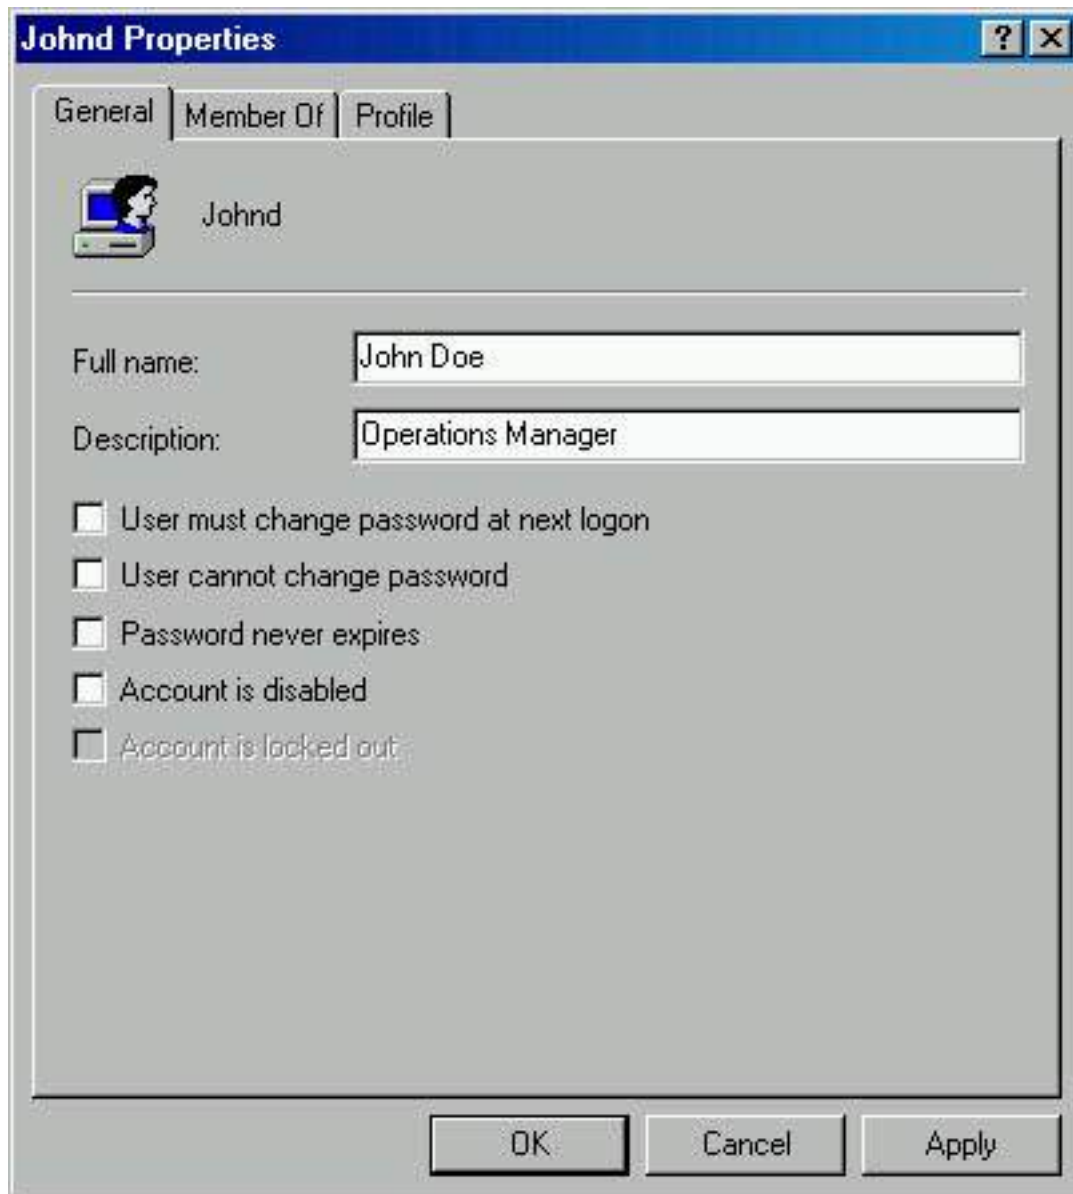 Johnd Properties
General Member Of Profile
Johnd
Full name: John Doe
Description: Operations Manager
User must change password at next logon
User cannot change password
Password never expires
Account is disabled
Account is locked out
OK Cancel Apply